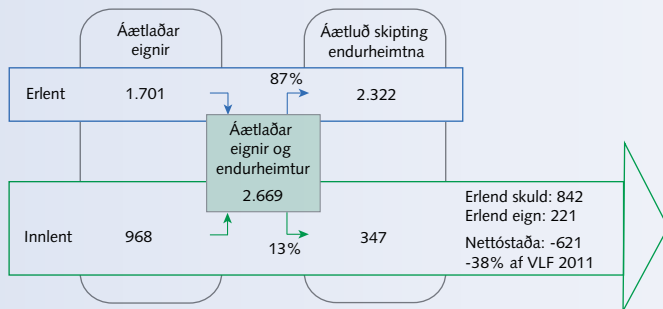 Áætlaðar
eignir
Áætluð skipting
endurheimtna
Erlent
1.701
87%
2.322
Áætlaðar
eignir og
endurheimtur
2.669
Innlent
968
13%
347
Erlend skuld: 842
Erlend eign: 221
Nettóstaða: -621
-38% af VLF 2011